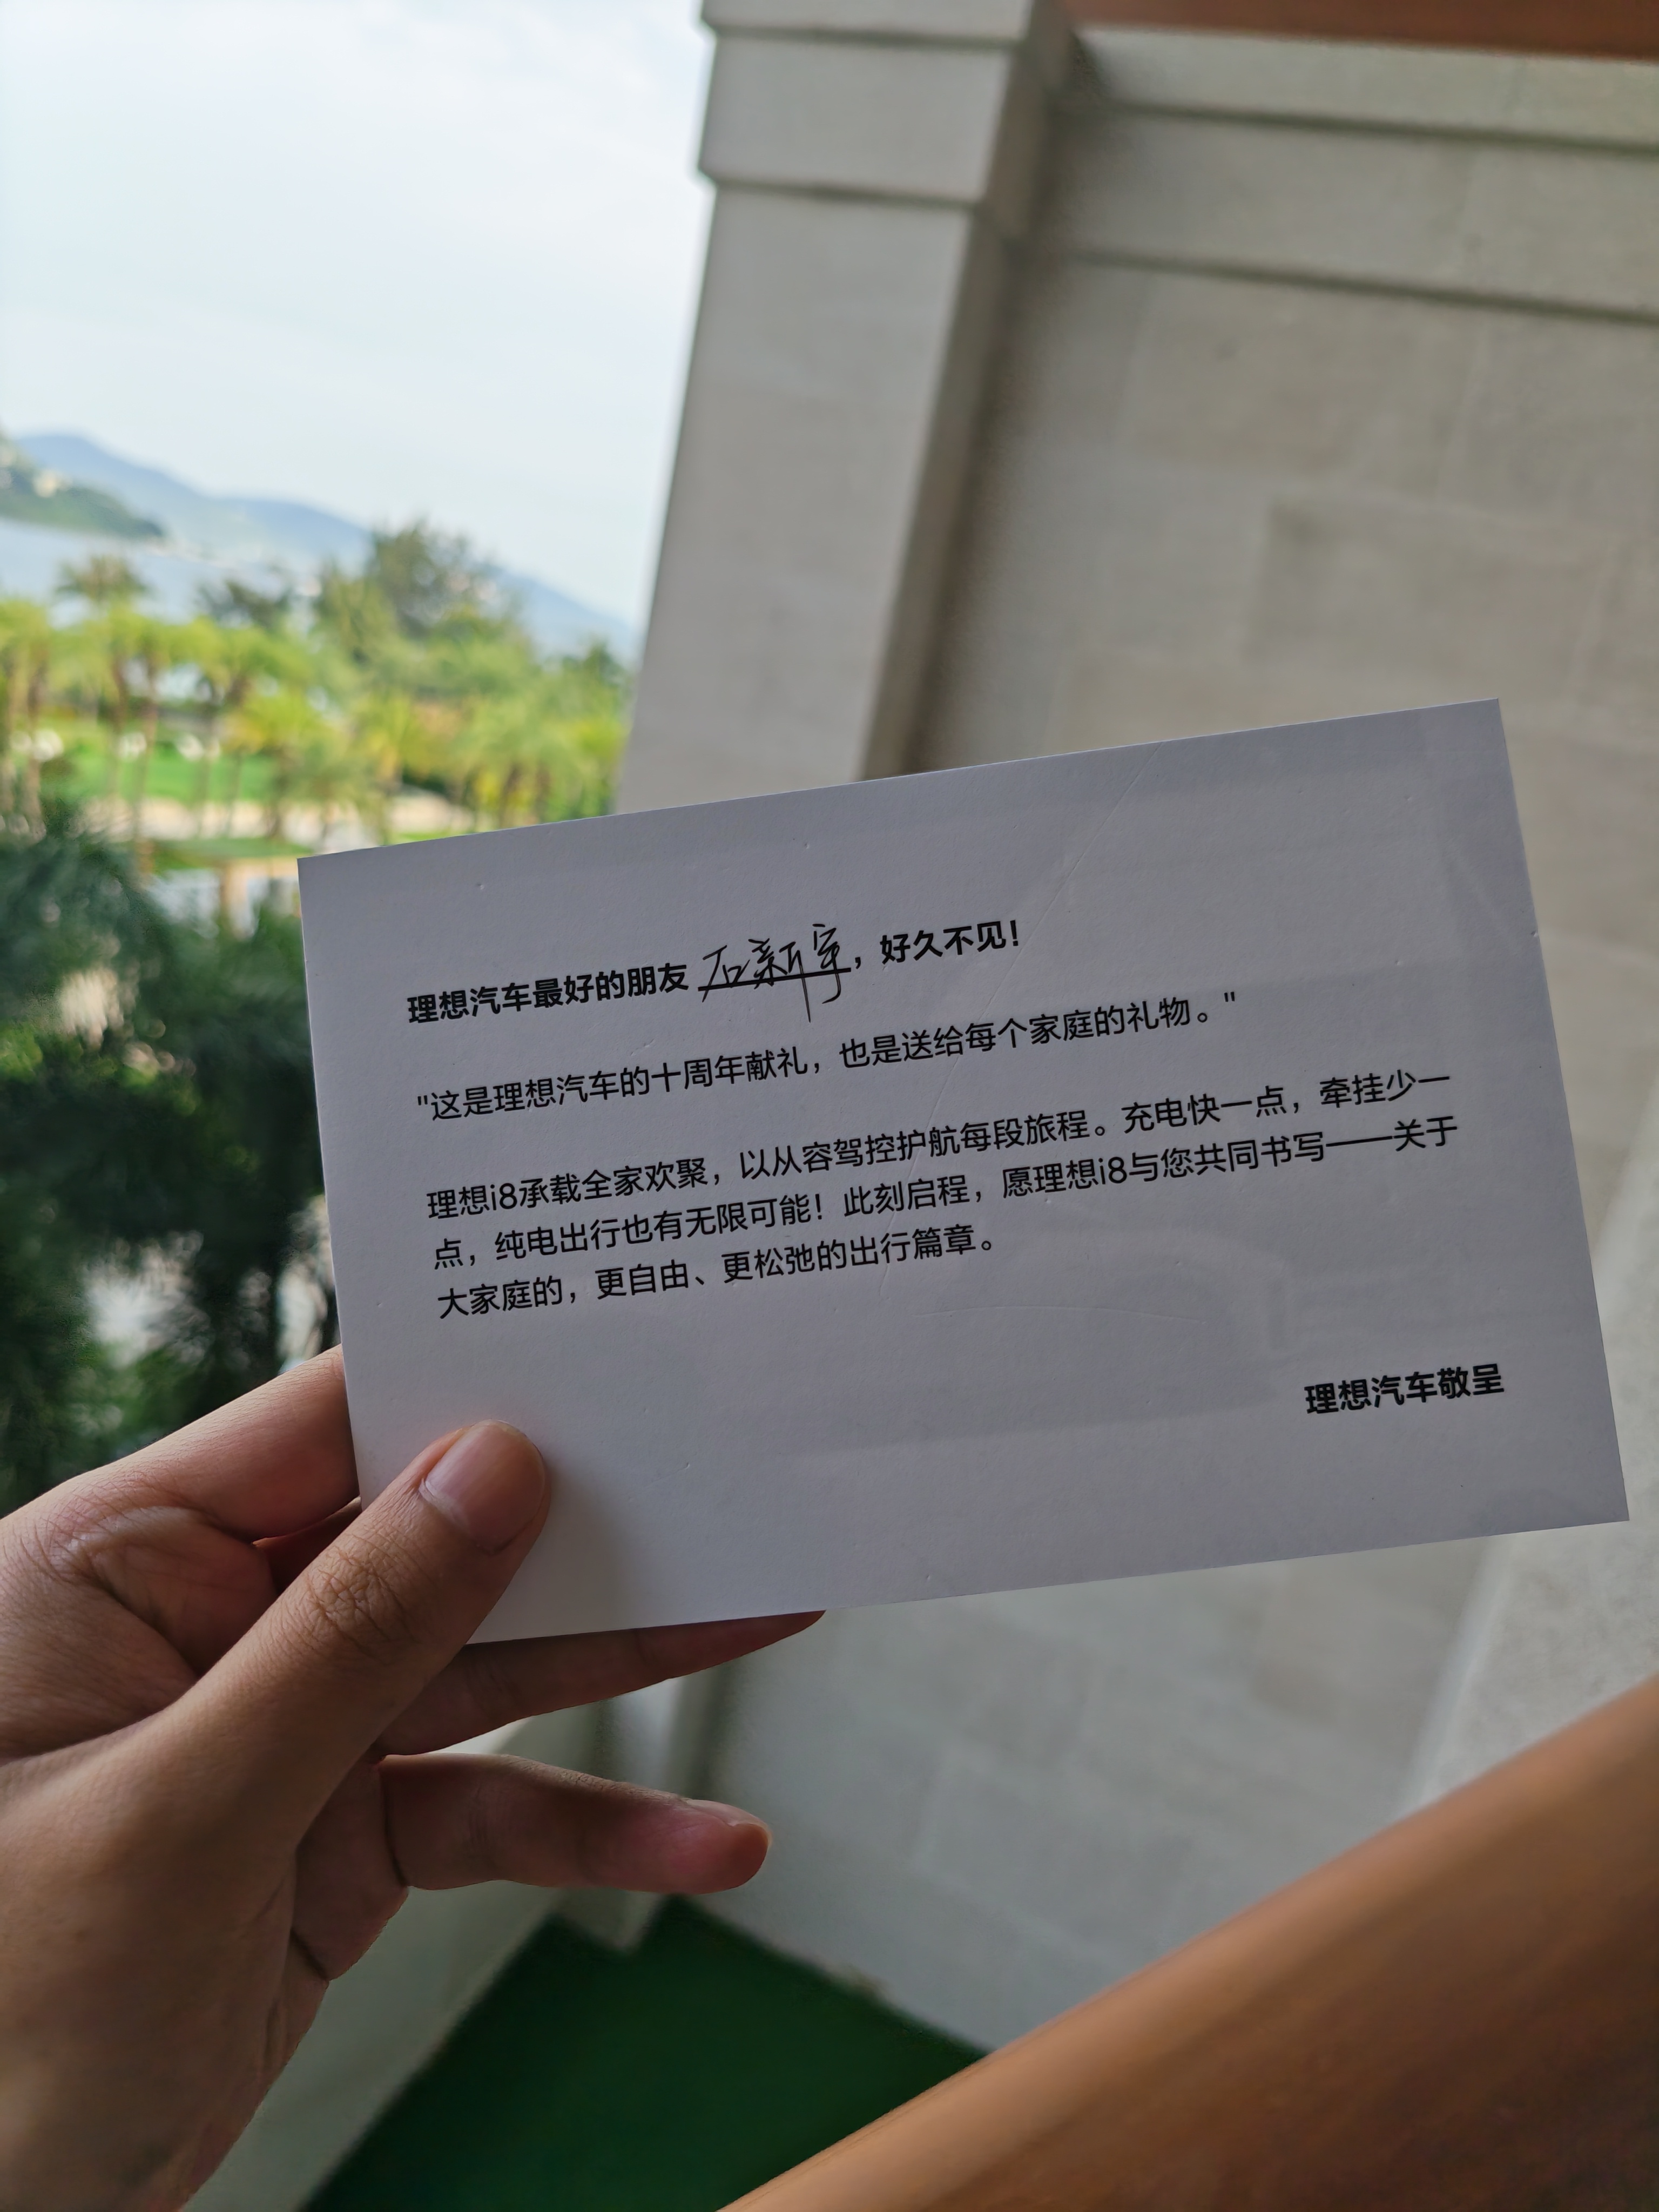 理想汽车最好的朋友 石新宇，好久不见！
"这是理想汽车的十周年献礼，也是送给每个家庭的礼物。"
理想i8承载全家欢聚，以从容驾控护航每段旅程。充电快一点，牵挂少一
点，纯电出行也有无限可能！此刻启程，愿理想i8与您共同书写——关于
大家庭的，更自由、更松弛的出行篇章。
理想汽车敬呈